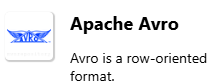 Apache Avro
AVRO
Avro is a row-oriented
format.